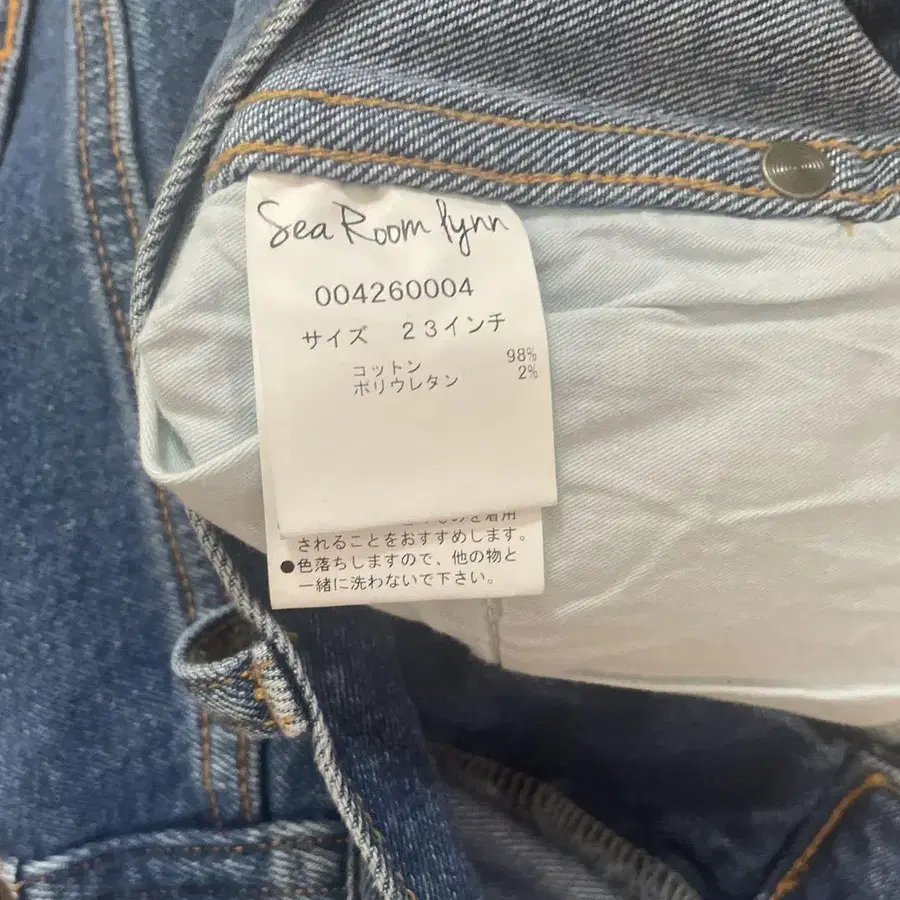 Sea Room lynn
004260004
サイズ 23インチ
コットン 98%
ポリウレタン 2%
を着用
されることをおすすめします。
●色落ちしますので、他の物と
一緒に洗わないで下さい。